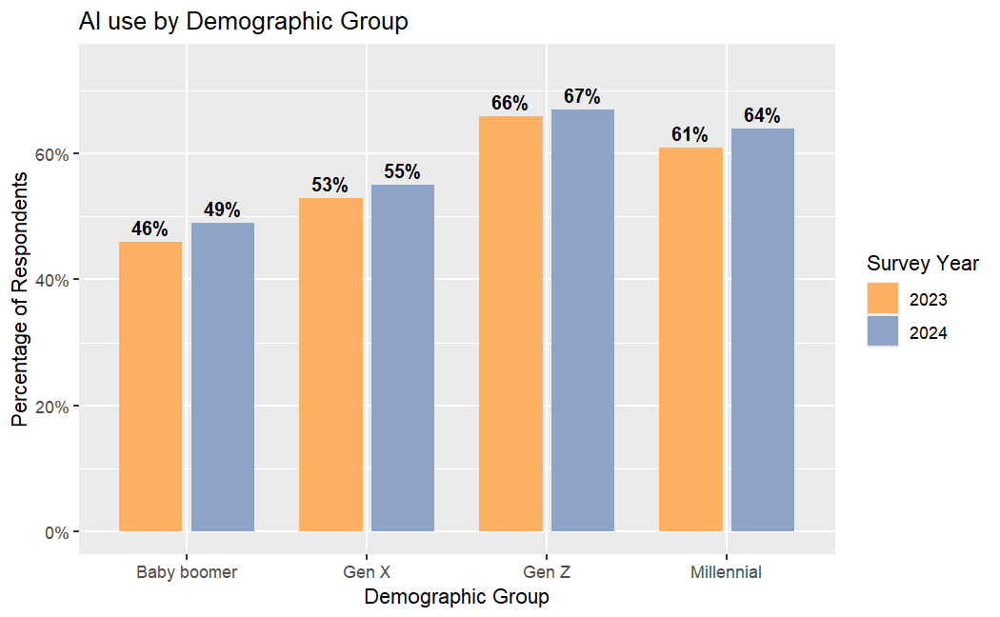 AI use by Demographic Group
Percentage of Respondents
60%
40%
20%
0%
46%
49%
53%
55%
66%
67%
61%
64%
Baby boomer
Gen X
Gen Z
Millennial
Demographic Group
Survey Year
2023
2024